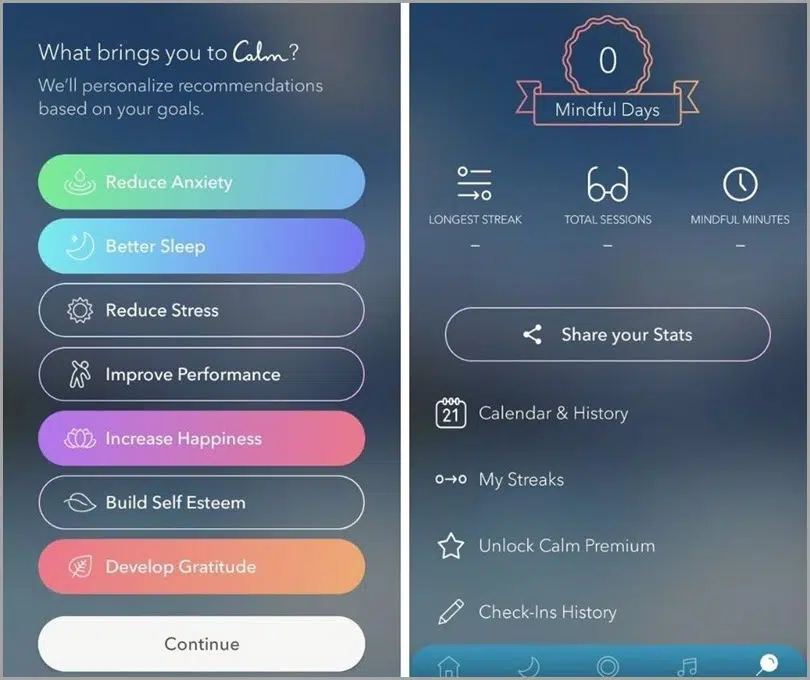 What brings you to Calm?
We'll personalize recommendations
based on your goals.
Reduce Anxiety
Better Sleep
Reduce Stress
Improve Performance
Increase Happiness
Build Self Esteem
Develop Gratitude
Continue
0
Mindful Days
LONGEST STREAK
–
TOTAL SESSIONS
–
MINDFUL MINUTES
–
Share your Stats
21
Calendar & History
My Streaks
Unlock Calm Premium
Check-Ins History